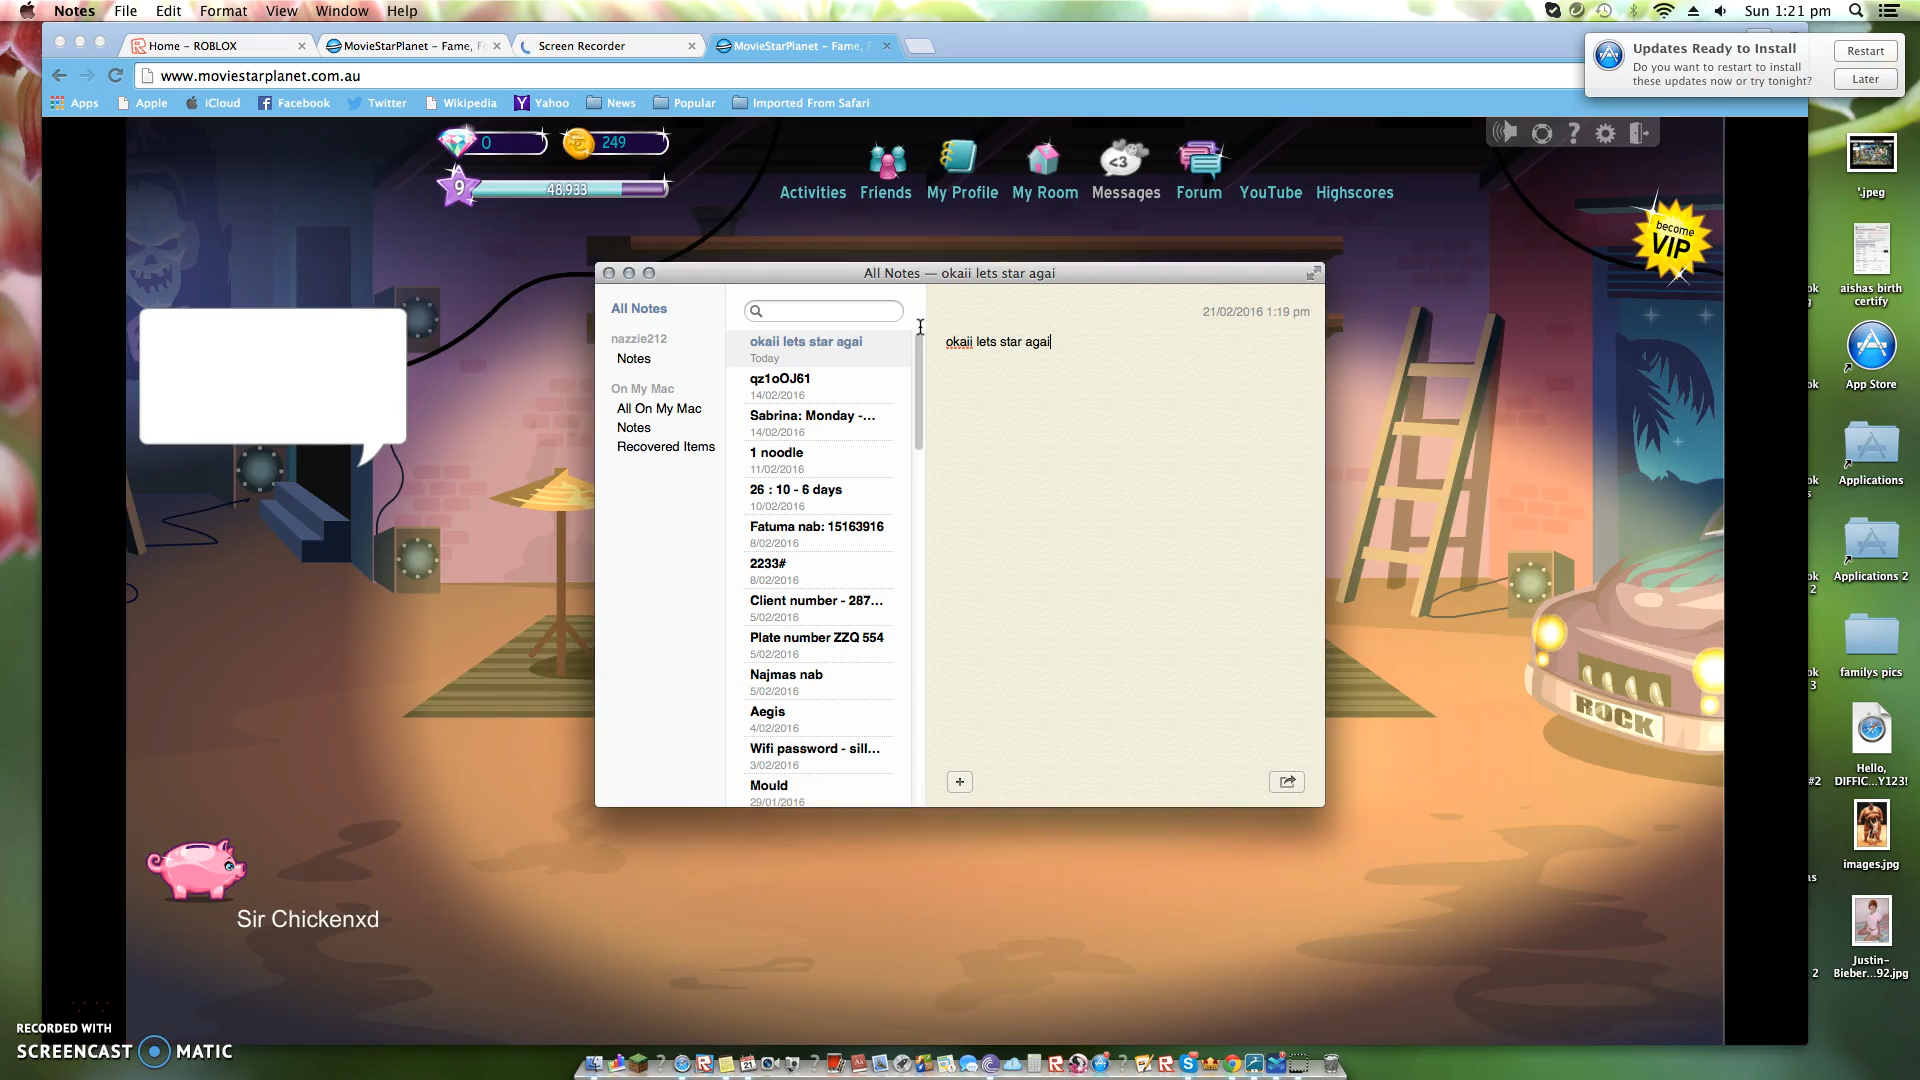 Notes File Edit Format View Window Help
Sun 1:21 pm
Home - ROBLOX
MovieStarPlanet - Fame, F
Screen Recorder
MovieStarPlanet - Fame, F
www.moviestarplanet.com.au
Apps Apple iCloud Facebook Twitter Wikipedia Yahoo News Popular Imported From Safari
Updates Ready to Install
Do you want to restart to install
these updates now or try tonight?
Restart
Later
0
249
9
48.933
<3
Activities Friends My Profile My Room Messages Forum YouTube Highscores
become
VIP
All Notes — okaii lets star agai
All Notes
nazzie212
Notes
On My Mac
All On My Mac
Notes
Recovered Items
okaii lets star agai
Today
qz1oOJ61
14/02/2016
Sabrina: Monday -...
14/02/2016
1 noodle
11/02/2016
26 : 10 - 6 days
10/02/2016
Fatuma nab: 15163916
8/02/2016
2233#
8/02/2016
Client number - 287...
5/02/2016
Plate number ZZQ 554
5/02/2016
Najmas nab
5/02/2016
Aegis
4/02/2016
Wifi password - sill...
3/02/2016
Mould
29/01/2016
21/02/2016 1:19 pm
okaii lets star agai
ROCK
Sir Chickenxd
'.jpeg
aishas birth
certify
App Store
Applications
Applications 2
familys pics
Hello,
DIFFIC...Y123!
images.jpg
Justin-
Bieber...92.jpg
RECORDED WITH
SCREENCAST MATIC